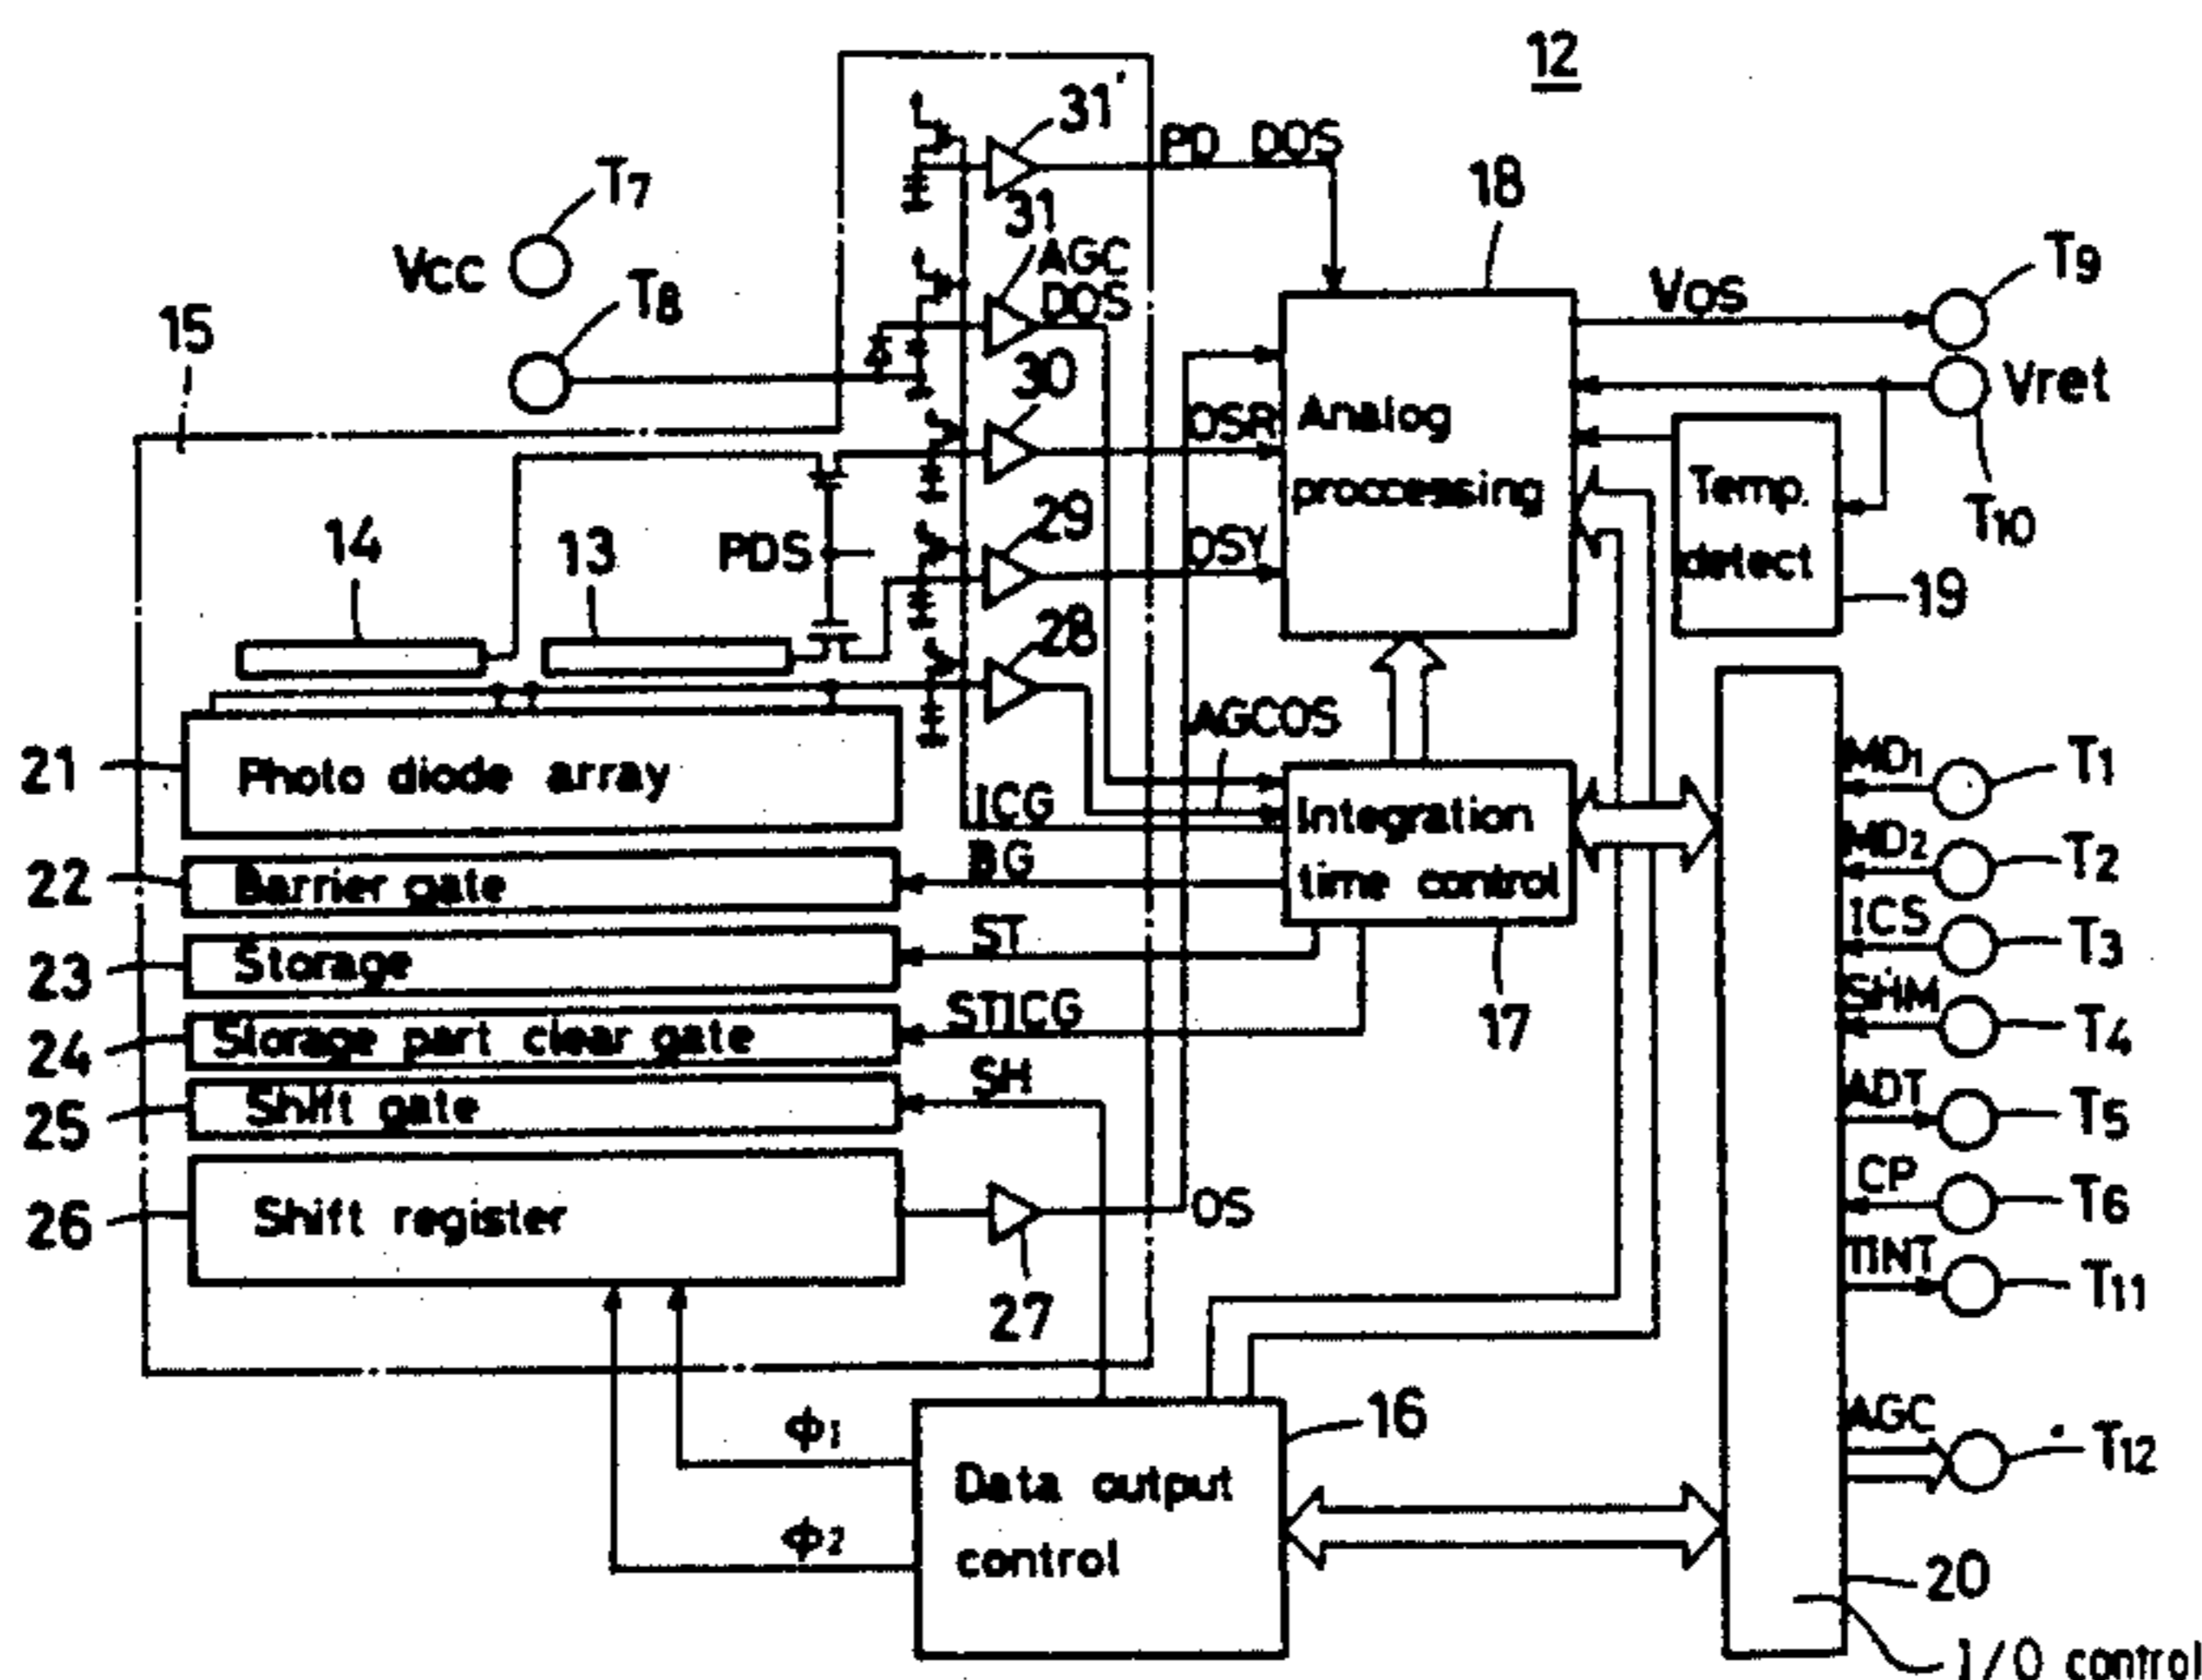 12
31'
PD DOS
T7
Vcc
T8
31
AGC
DOS
18
T9
VOS
15
30
OSR
Analog
proccessing
Vret
T10
Temp.
detect
19
14
13
PDS
29
OSY
28
AGCOS
21
Photo diode array
ICG
Integration
time control
17
MD1
T1
22
Barrier gate
BG
MD2
T2
23
Storage
ST
ICS
T3
24
Storage part clear gate
STICG
SHM
T4
25
Shift gate
SH
ADT
T5
26
Shift register
OS
27
CP
T6
TINT
T11
φ1
φ2
Data output
control
16
AGC
T12
20
I/O control